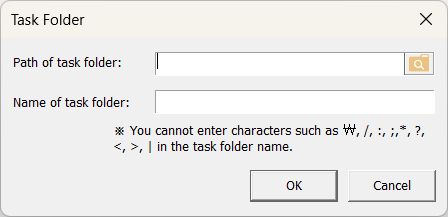 Task Folder
Path of task folder:
Name of task folder:
※ You cannot enter characters such as ₩, /, :, ;,*, ?,
<, >, | in the task folder name.
OK
Cancel